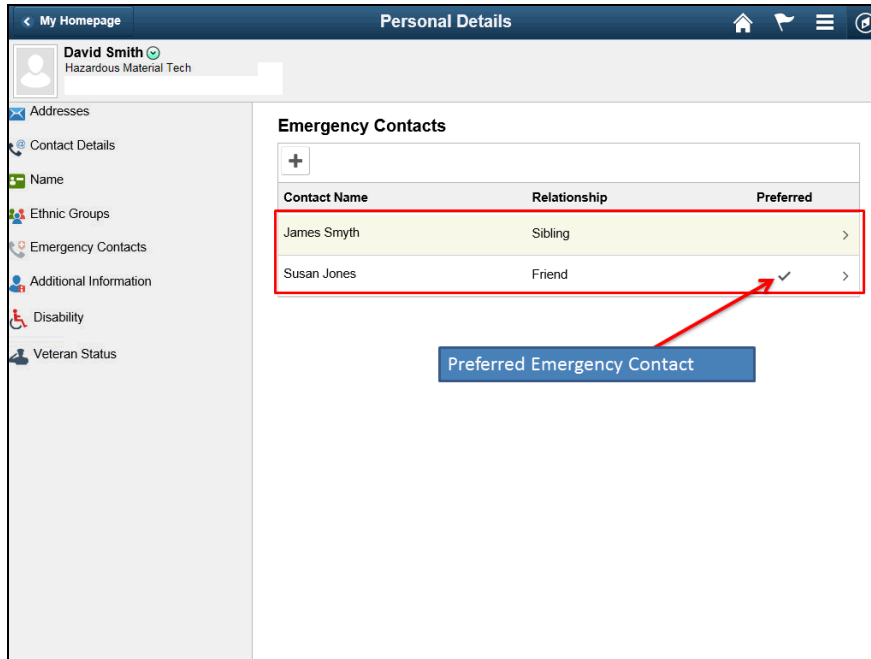 My Homepage
Personal Details
David Smith
Hazardous Material Tech
Addresses
Contact Details
Name
Ethnic Groups
Emergency Contacts
Additional Information
Disability
Veteran Status
Emergency Contacts
Contact Name Relationship Preferred
James Smyth Sibling
Susan Jones Friend
Preferred Emergency Contact